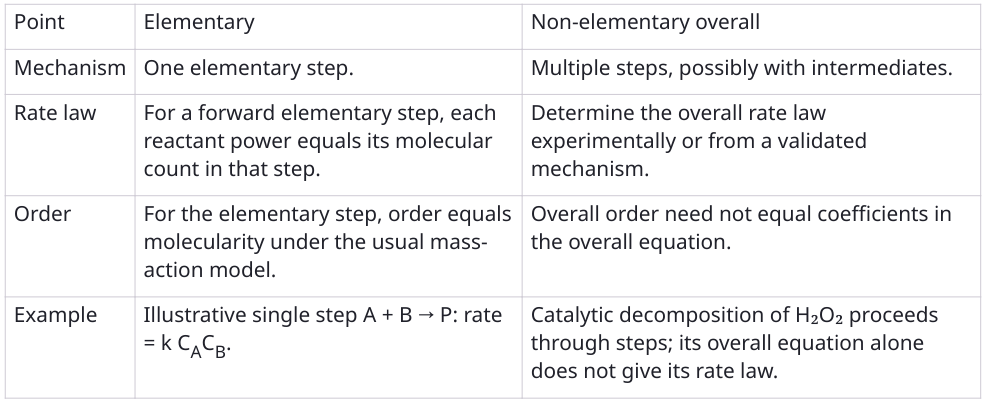 Point Elementary Non-elementary overall
Mechanism One elementary step. Multiple steps, possibly with intermediates.
Rate law For a forward elementary step, each reactant power equals its molecular count in that step. Determine the overall rate law experimentally or from a validated mechanism.
Order For the elementary step, order equals molecularity under the usual mass-action model. Overall order need not equal coefficients in the overall equation.
Example Illustrative single step A + B → P: rate = k C_AC_B. Catalytic decomposition of H₂O₂ proceeds through steps; its overall equation alone does not give its rate law.